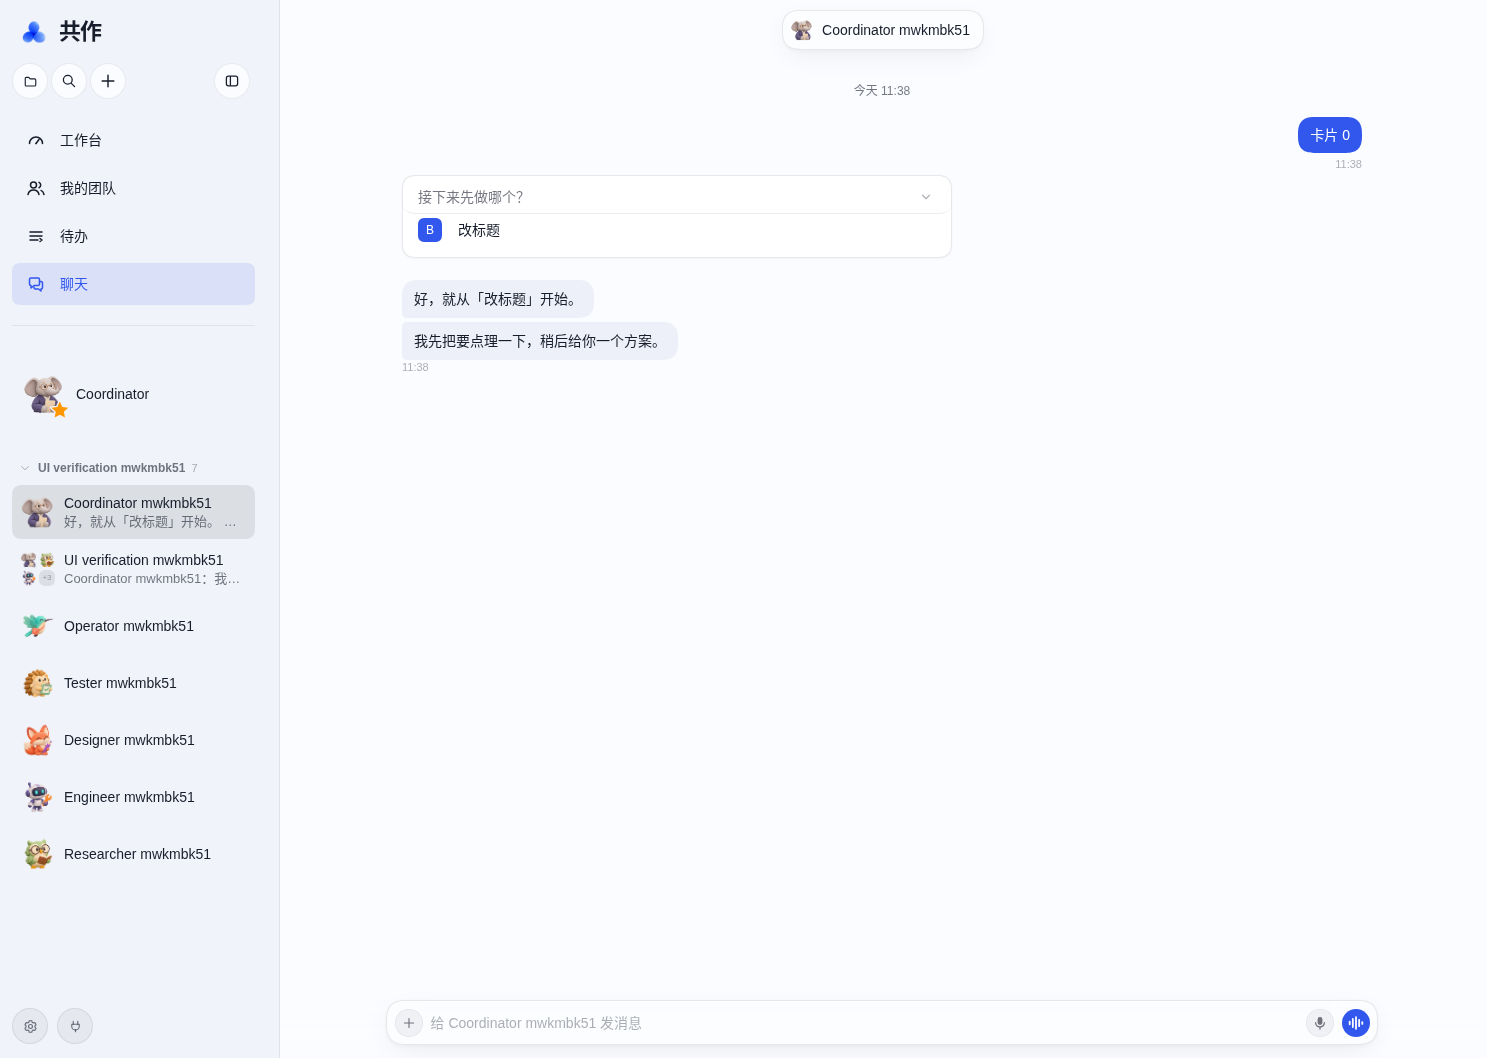 共作
工作台
我的团队
待办
聊天
Coordinator
UI verification mwkmbk51 7
Coordinator mwkmbk51
好，就从「改标题」开始。 …
UI verification mwkmbk51
+3
Coordinator mwkmbk51：我…
Operator mwkmbk51
Tester mwkmbk51
Designer mwkmbk51
Engineer mwkmbk51
Researcher mwkmbk51
Coordinator mwkmbk51
今天 11:38
卡片 0
11:38
接下来先做哪个？
B 改标题
好，就从「改标题」开始。
我先把要点理一下，稍后给你一个方案。
11:38
给 Coordinator mwkmbk51 发消息